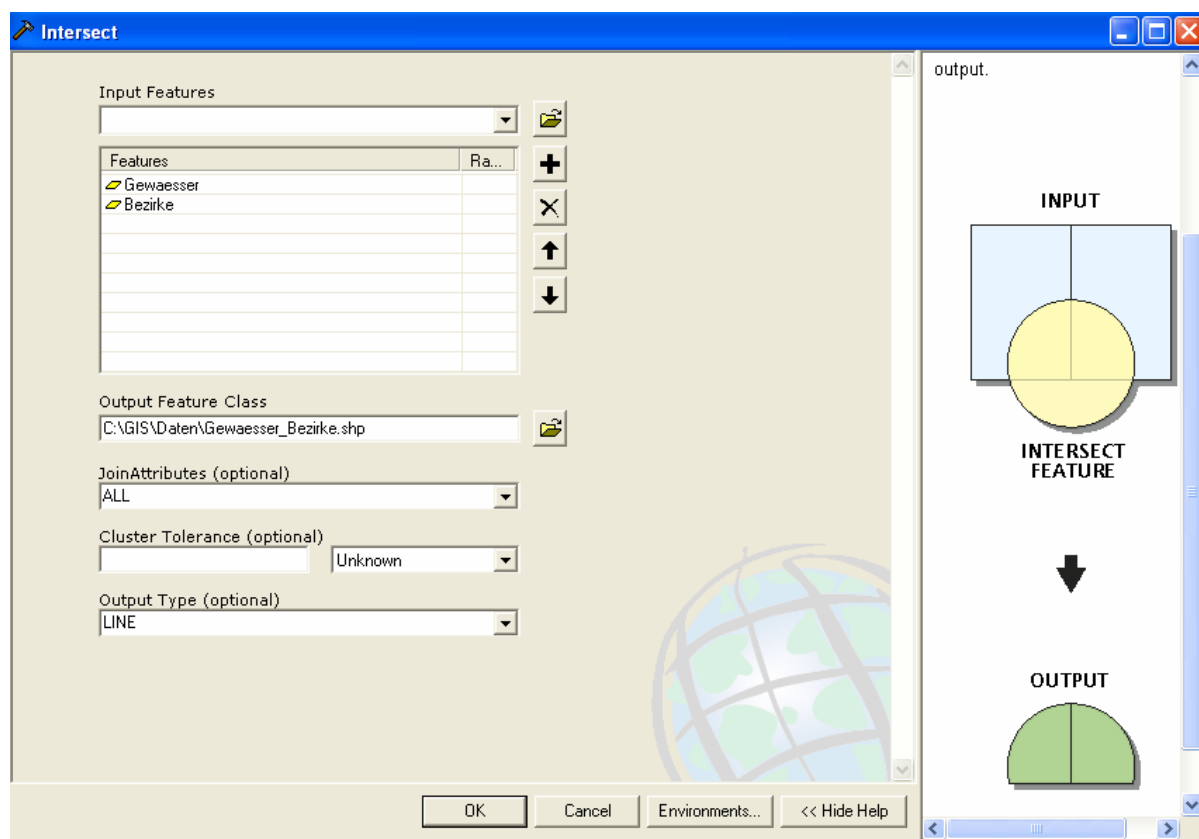 Intersect
Input Features
Features Ra...
Gewaesser
Bezirke
Output Feature Class
C:\GIS\Daten\Gewaesser_Bezirke.shp
JoinAttributes (optional)
ALL
Cluster Tolerance (optional)
Unknown
Output Type (optional)
LINE
OK Cancel Environments... << Hide Help
output.
INPUT
INTERSECT
FEATURE
OUTPUT